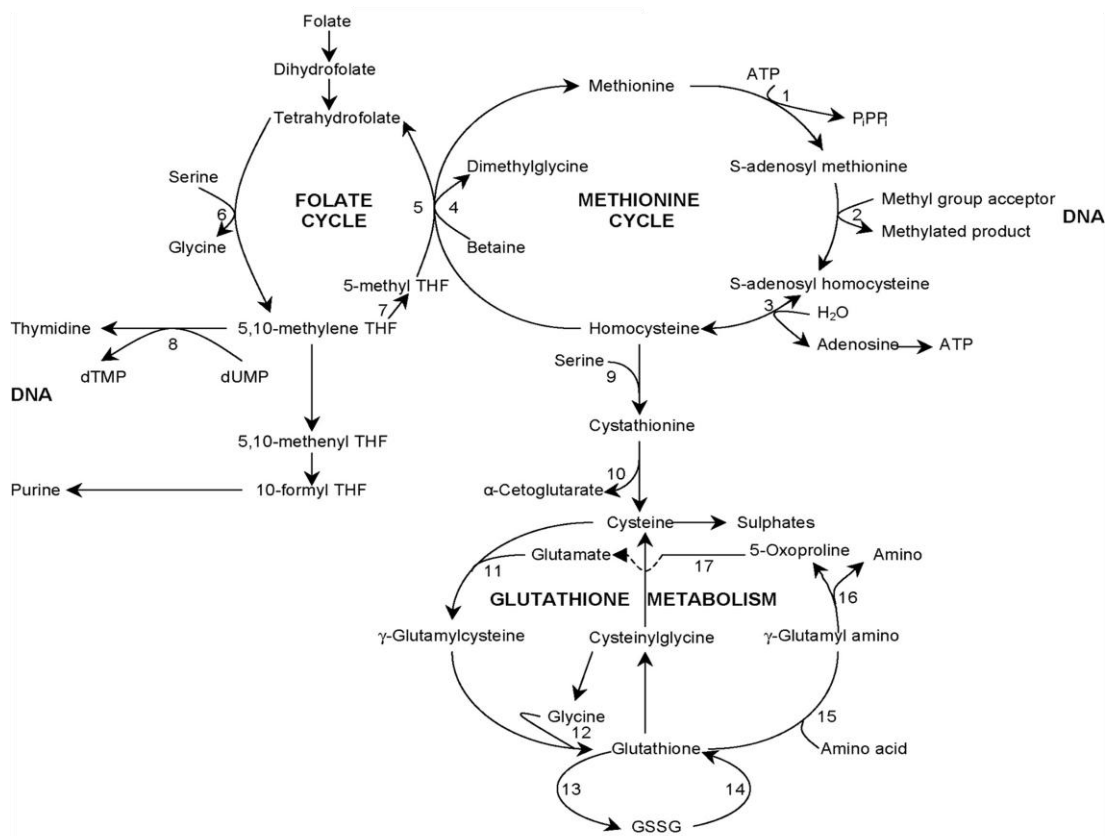 Folate
Dihydrofolate
Tetrahydrofolate
Methionine
ATP
1
PᵢPPᵢ
S-adenosyl methionine
Serine
6
Glycine
FOLATE
CYCLE
5
4
Dimethylglycine
Betaine
METHIONINE
CYCLE
2
Methyl group acceptor
Methylated product
DNA
5-methyl THF
7
S-adenosyl homocysteine
3
H₂O
Thymidine
8
5,10-methylene THF
Homocysteine
Adenosine
ATP
dTMP
dUMP
DNA
Serine
9
Cystathionine
5,10-methenyl THF
10
Purine
10-formyl THF
α-Cetoglutarate
Cysteine
Sulphates
11
Glutamate
17
5-Oxoproline
Amino
16
GLUTATHIONE METABOLISM
γ-Glutamylcysteine
Cysteinylglycine
γ-Glutamyl amino
Glycine
12
15
Glutathione
Amino acid
13
14
GSSG